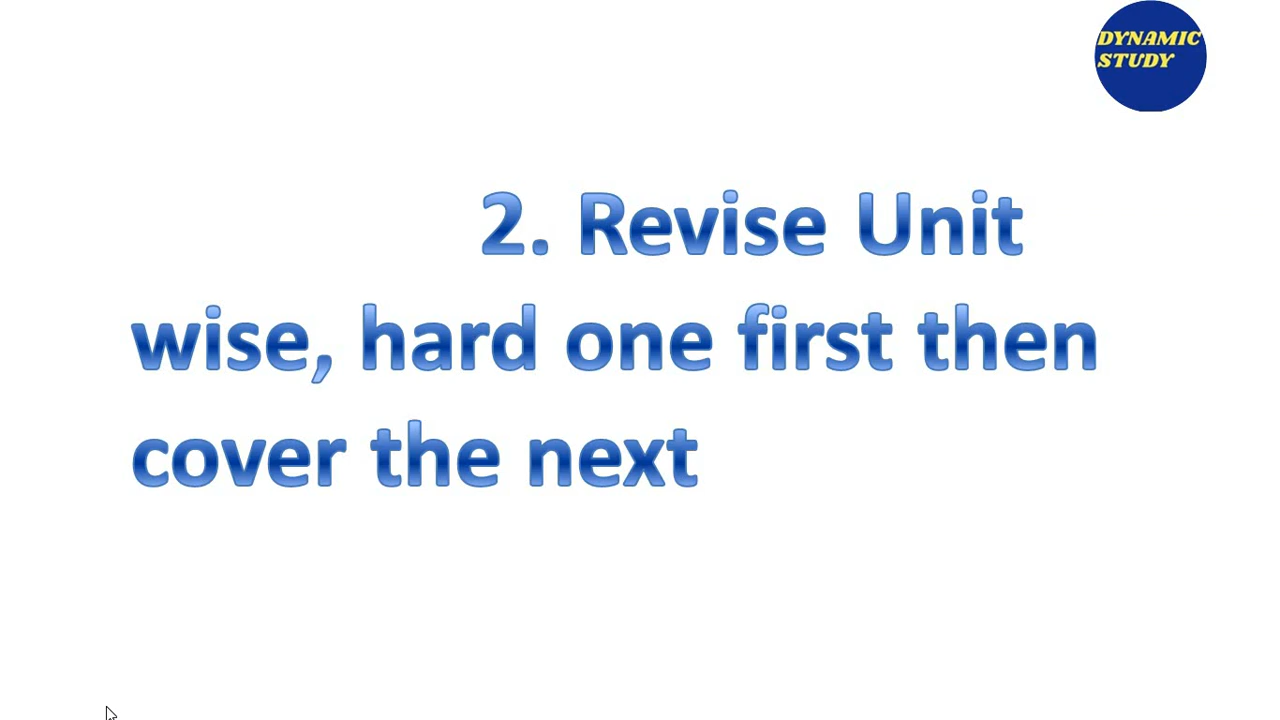 DYNAMIC
STUDY
2. Revise Unit
wise, hard one first then
cover the next